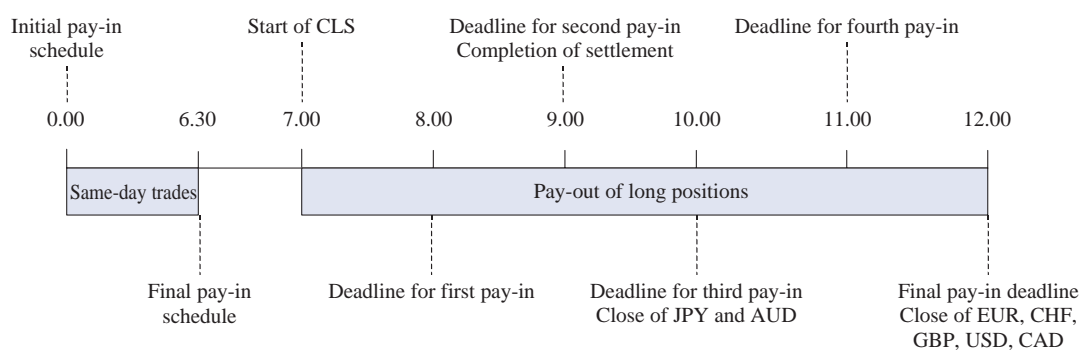 Initial pay-in
schedule
Start of CLS
Deadline for second pay-in
Completion of settlement
Deadline for fourth pay-in
0.00
6.30
7.00
8.00
9.00
10.00
11.00
12.00
Same-day trades
Pay-out of long positions
Final pay-in
schedule
Deadline for first pay-in
Deadline for third pay-in
Close of JPY and AUD
Final pay-in deadline
Close of EUR, CHF,
GBP, USD, CAD